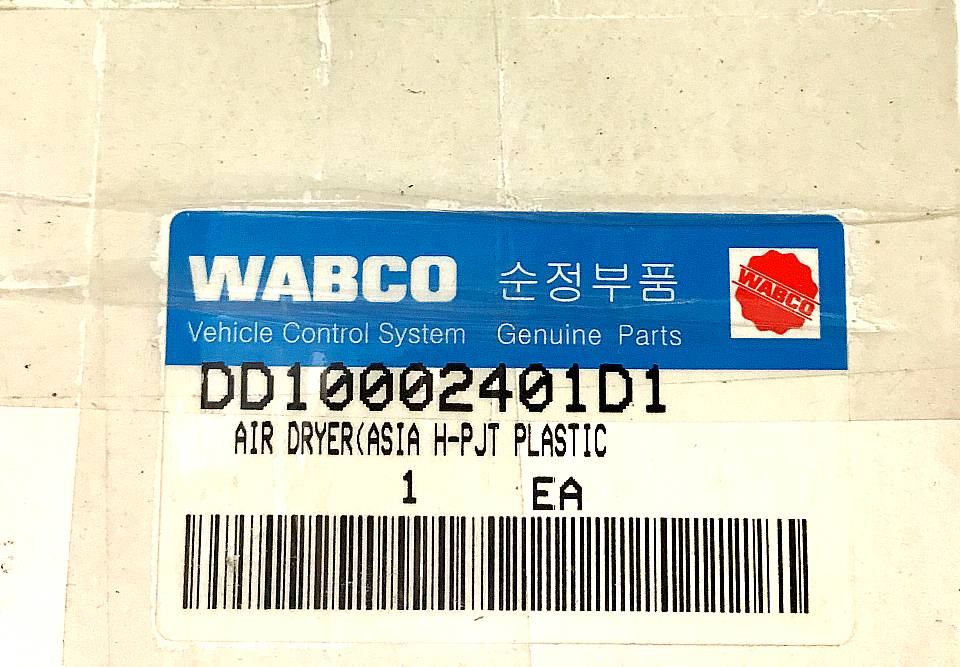 WABCO 순정부품
Vehicle Control System Genuine Parts
WABCO
DD10002401D1
AIR DRYER(ASIA H-PJT PLASTIC
1 EA